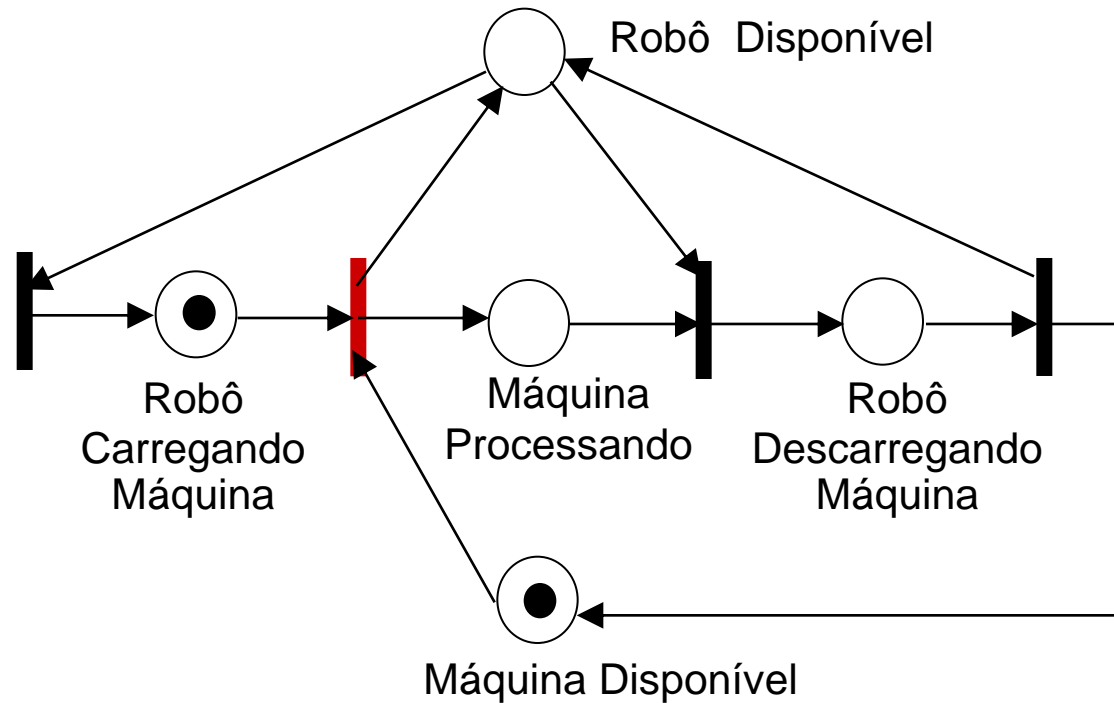 Robô Disponível
Robô
Carregando
Máquina
Máquina
Processando
Robô
Descarregando
Máquina
Máquina Disponível